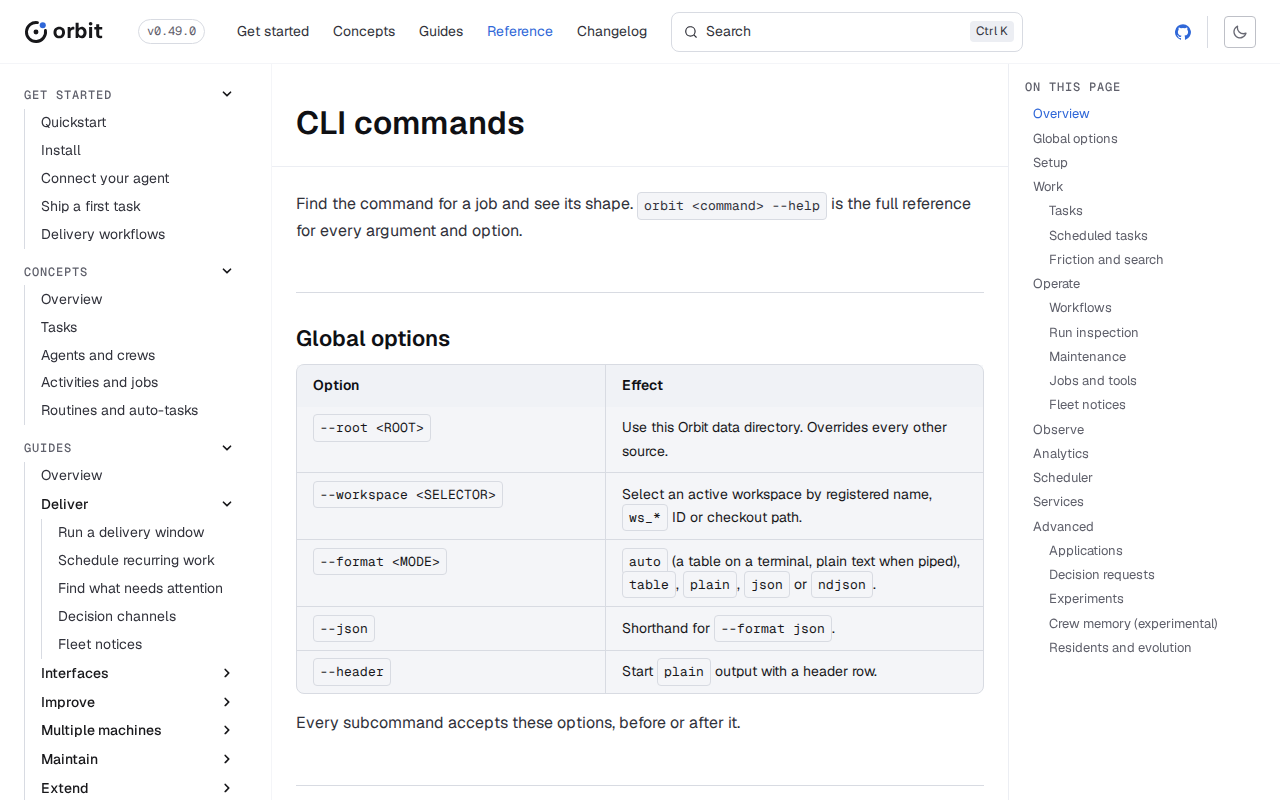 orbit
v0.49.0
Get started
Concepts
Guides
Reference
Changelog
Search
Ctrl K
GET STARTED
Quickstart
Install
Connect your agent
Ship a first task
Delivery workflows
CONCEPTS
Overview
Tasks
Agents and crews
Activities and jobs
Routines and auto-tasks
GUIDES
Overview
Deliver
Run a delivery window
Schedule recurring work
Find what needs attention
Decision channels
Fleet notices
Interfaces
Improve
Multiple machines
Maintain
Extend
CLI commands
Find the command for a job and see its shape. orbit <command> --help is the full reference
for every argument and option.
Global options
Option Effect
--root <ROOT> Use this Orbit data directory. Overrides every other
source.
--workspace <SELECTOR> Select an active workspace by registered name,
ws_* ID or checkout path.
--format <MODE> auto (a table on a terminal, plain text when piped),
table, plain, json or ndjson.
--json Shorthand for --format json.
--header Start plain output with a header row.
Every subcommand accepts these options, before or after it.
ON THIS PAGE
Overview
Global options
Setup
Work
Tasks
Scheduled tasks
Friction and search
Operate
Workflows
Run inspection
Maintenance
Jobs and tools
Fleet notices
Observe
Analytics
Scheduler
Services
Advanced
Applications
Decision requests
Experiments
Crew memory (experimental)
Residents and evolution